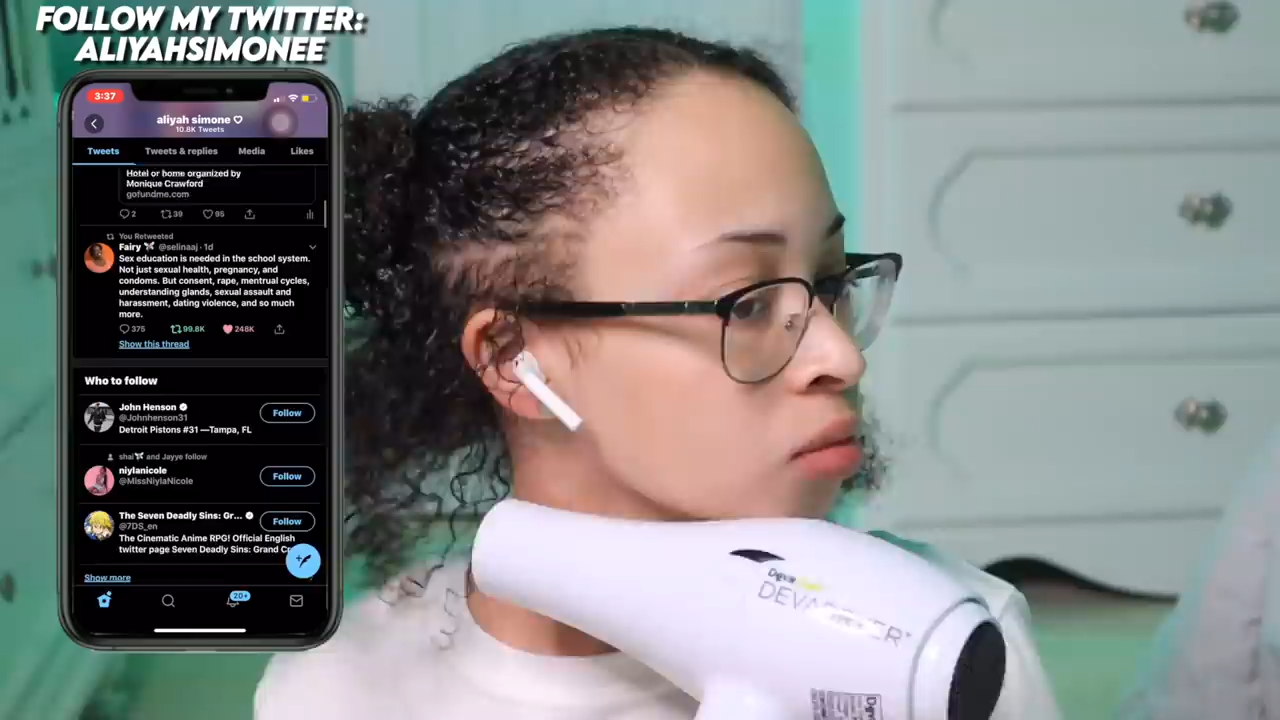 FOLLOW MY TWITTER:
ALIYAHSIMONEE
3:37
aliyah simone ♡
10.8K Tweets
Tweets
Tweets & replies
Media
Likes
Hotel or home organized by
Monique Crawford
gofundme.com
2
39
95
You Retweeted
Fairy @selinaaj · 1d
Sex education is needed in the school system.
Not just sexual health, pregnancy, and
condoms. But consent, rape, mentrual cycles,
understanding glands, sexual assault and
harassment, dating violence, and so much
more.
375
99.8K
248K
Show this thread
Who to follow
John Henson
Follow
@Johnhenson31
Detroit Pistons #31 —Tampa, FL
shai and Jayye follow
niylanicole
Follow
@MissNiylaNicole
The Seven Deadly Sins: Gr...
Follow
@7DS_en
The Cinematic Anime RPG! Official English
twitter page Seven Deadly Sins: Grand
Show more
20+